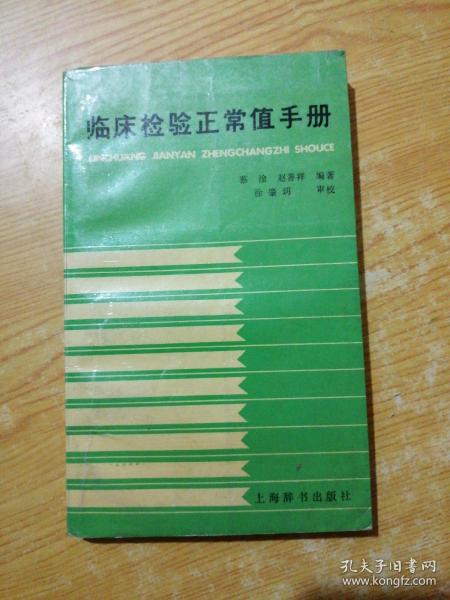 临床检验正常值手册
LINCHUANG JIANYAN ZHENGCHANGZHI SHOUCE
蔡 淦 赵善祥 编著
徐肇玥 审校
上海辞书出版社
孔夫子旧书网
www.kongfz.com